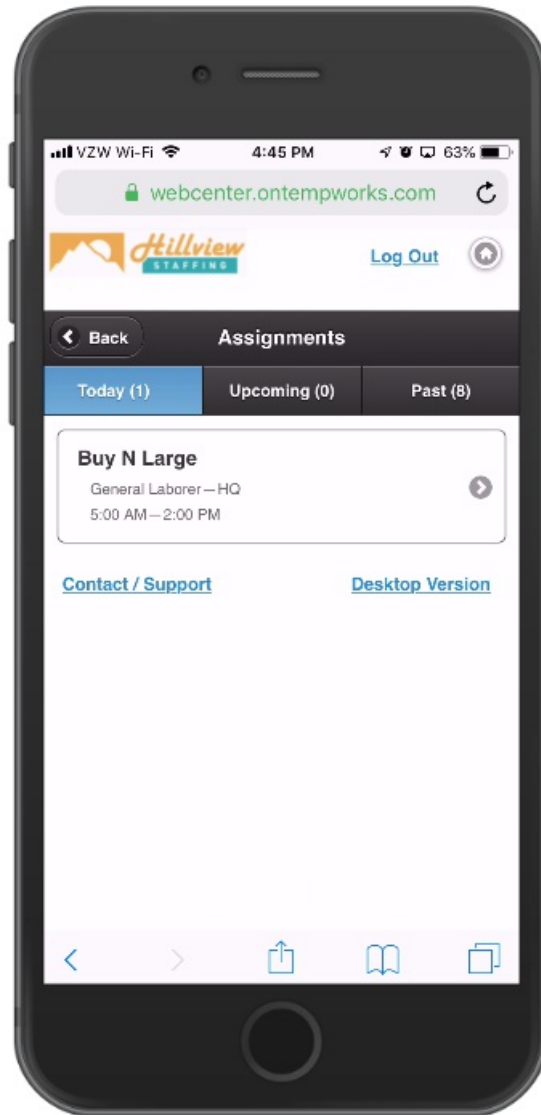 VZW Wi-Fi 4:45 PM 63%
webcenter.ontempworks.com
Hillview
STAFFING
Log Out
Back Assignments
Today (1) Upcoming (0) Past (8)
Buy N Large
General Laborer — HQ
5:00 AM — 2:00 PM
Contact / Support Desktop Version